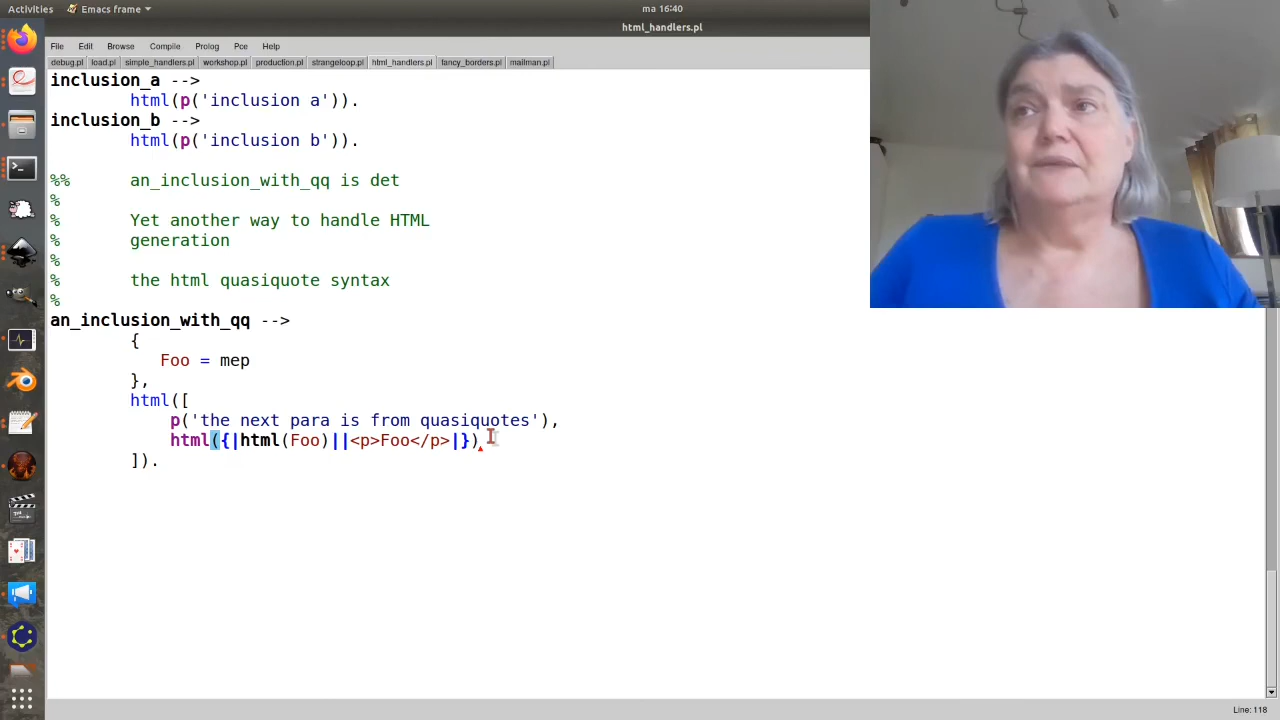 Activities Emacs frame ma 16:40
html_handlers.pl
File Edit Browse Compile Prolog Pce Help
debug.pl load.pl simple_handlers.pl workshop.pl production.pl strangeloop.pl html_handlers.pl fancy_borders.pl mailman.pl
inclusion_a -->
html(p('inclusion a')).
inclusion_b -->
html(p('inclusion b')).
%% an_inclusion_with_qq is det
%
% Yet another way to handle HTML
% generation
%
% the html quasiquote syntax
%
an_inclusion_with_qq -->
{
Foo = mep
},
html([
p('the next para is from quasiquotes'),
html({|html(Foo)||<p>Foo</p>|})
]).
Line: 118